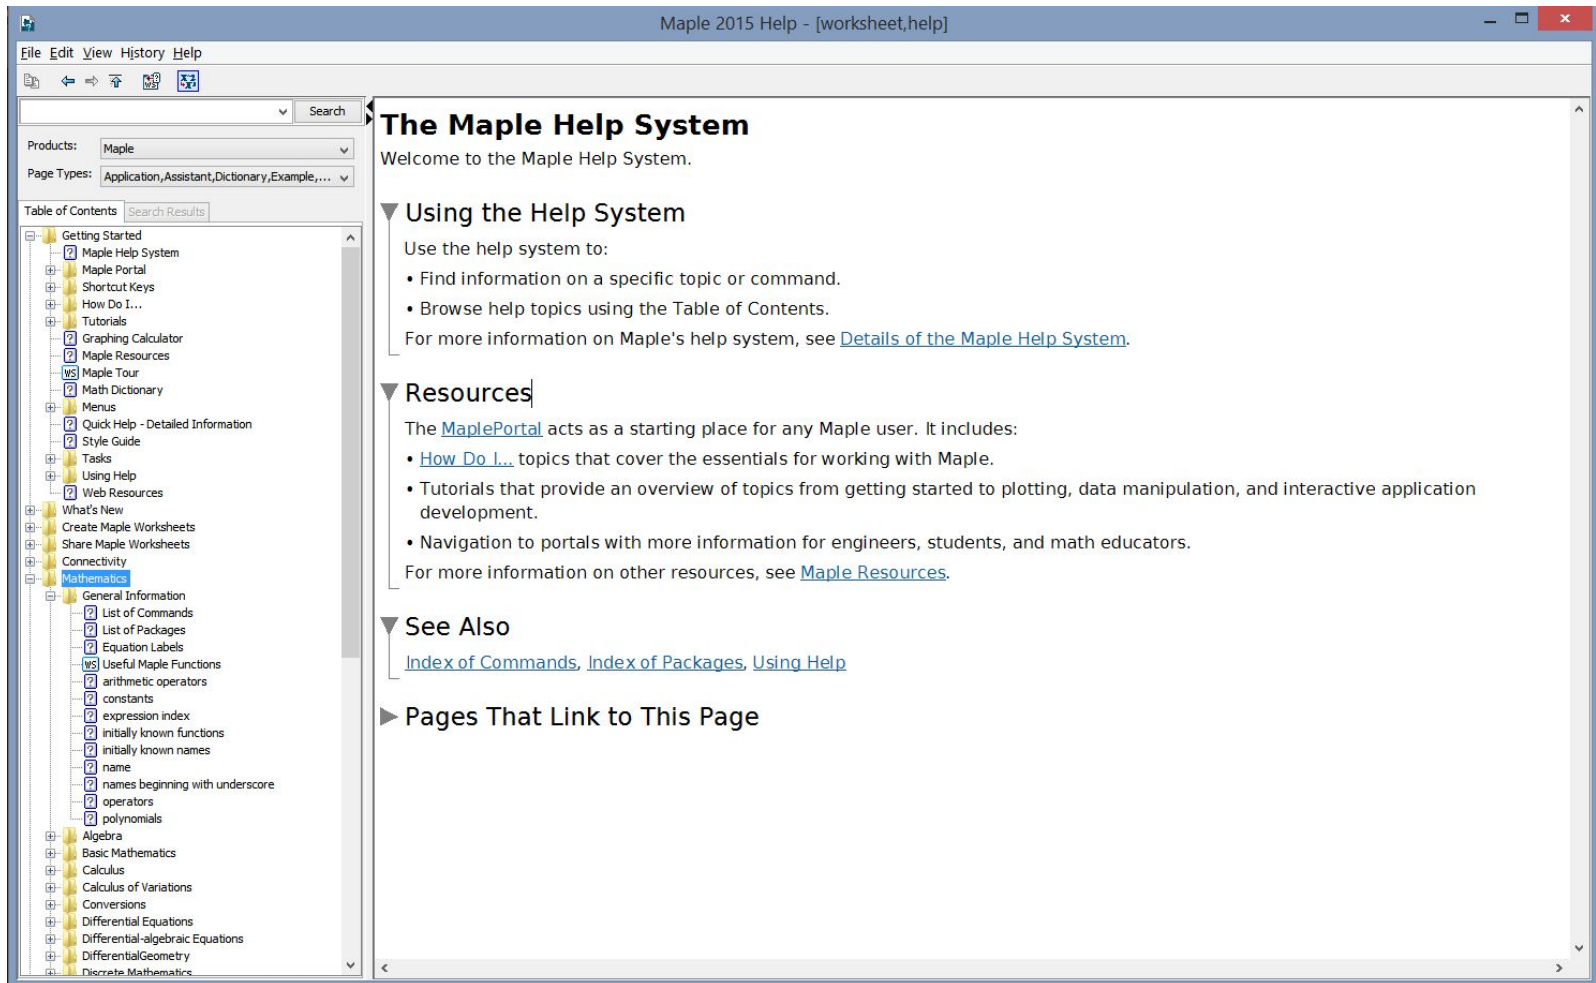 Maple 2015 Help - [worksheet,help]
File Edit View History Help
Search
Products: Maple
Page Types: Application,Assistant,Dictionary,Example,...
Table of Contents Search Results
Getting Started
Maple Help System
Maple Portal
Shortcut Keys
How Do I...
Tutorials
Graphing Calculator
Maple Resources
WS Maple Tour
Math Dictionary
Menus
Quick Help - Detailed Information
Style Guide
Tasks
Using Help
Web Resources
What's New
Create Maple Worksheets
Share Maple Worksheets
Connectivity
Mathematics
General Information
List of Commands
List of Packages
Equation Labels
WS Useful Maple Functions
arithmetic operators
constants
expression index
initially known functions
initially known names
name
names beginning with underscore
operators
polynomials
Algebra
Basic Mathematics
Calculus
Calculus of Variations
Conversions
Differential Equations
Differential-algebraic Equations
DifferentialGeometry
Discrete Mathematics
The Maple Help System
Welcome to the Maple Help System.
Using the Help System
Use the help system to:
• Find information on a specific topic or command.
• Browse help topics using the Table of Contents.
For more information on Maple's help system, see Details of the Maple Help System.
Resources
The MaplePortal acts as a starting place for any Maple user. It includes:
• How Do I... topics that cover the essentials for working with Maple.
• Tutorials that provide an overview of topics from getting started to plotting, data manipulation, and interactive application
development.
• Navigation to portals with more information for engineers, students, and math educators.
For more information on other resources, see Maple Resources.
See Also
Index of Commands, Index of Packages, Using Help
Pages That Link to This Page